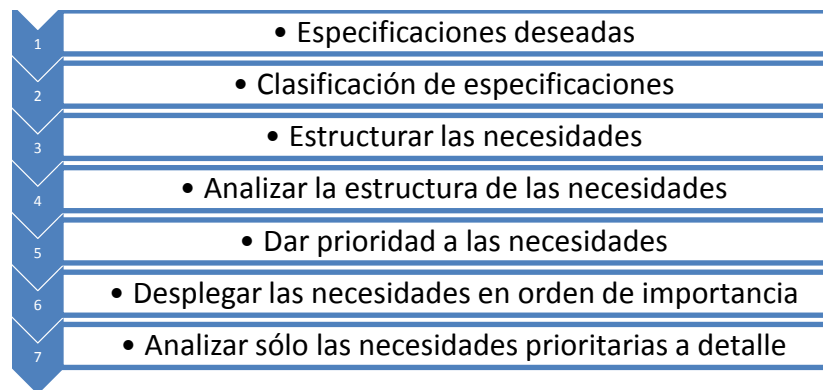 1 • Especificaciones deseadas
2 • Clasificación de especificaciones
3 • Estructurar las necesidades
4 • Analizar la estructura de las necesidades
5 • Dar prioridad a las necesidades
6 • Desplegar las necesidades en orden de importancia
7 • Analizar sólo las necesidades prioritarias a detalle